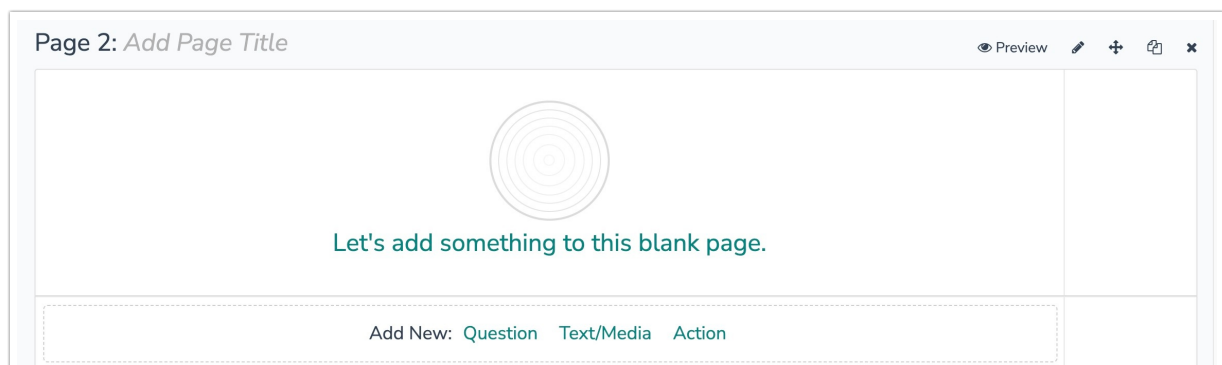 Page 2: Add Page Title
Preview
Let's add something to this blank page.
Add New: Question Text/Media Action